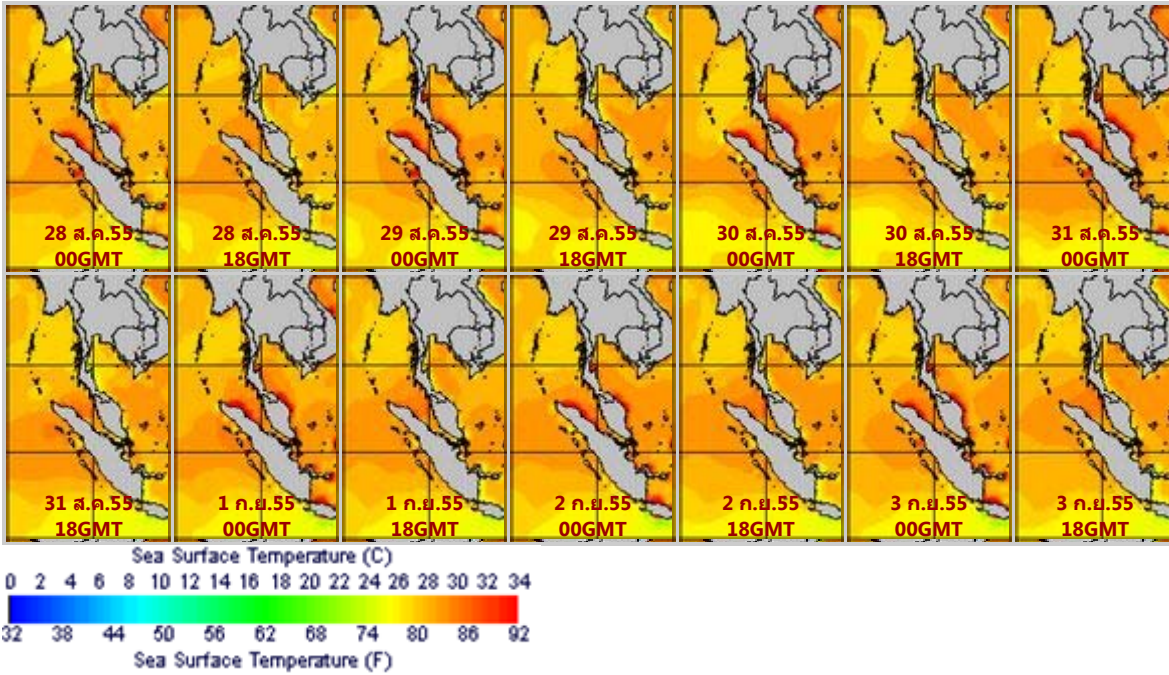 28 ส.ค.55
00GMT
28 ส.ค.55
18GMT
29 ส.ค.55
00GMT
29 ส.ค.55
18GMT
30 ส.ค.55
00GMT
30 ส.ค.55
18GMT
31 ส.ค.55
00GMT
31 ส.ค.55
18GMT
1 ก.ย.55
00GMT
1 ก.ย.55
18GMT
2 ก.ย.55
00GMT
2 ก.ย.55
18GMT
3 ก.ย.55
00GMT
3 ก.ย.55
18GMT
Sea Surface Temperature (C)
0 2 4 6 8 10 12 14 16 18 20 22 24 26 28 30 32 34
32 38 44 50 56 62 68 74 80 86 92
Sea Surface Temperature (F)